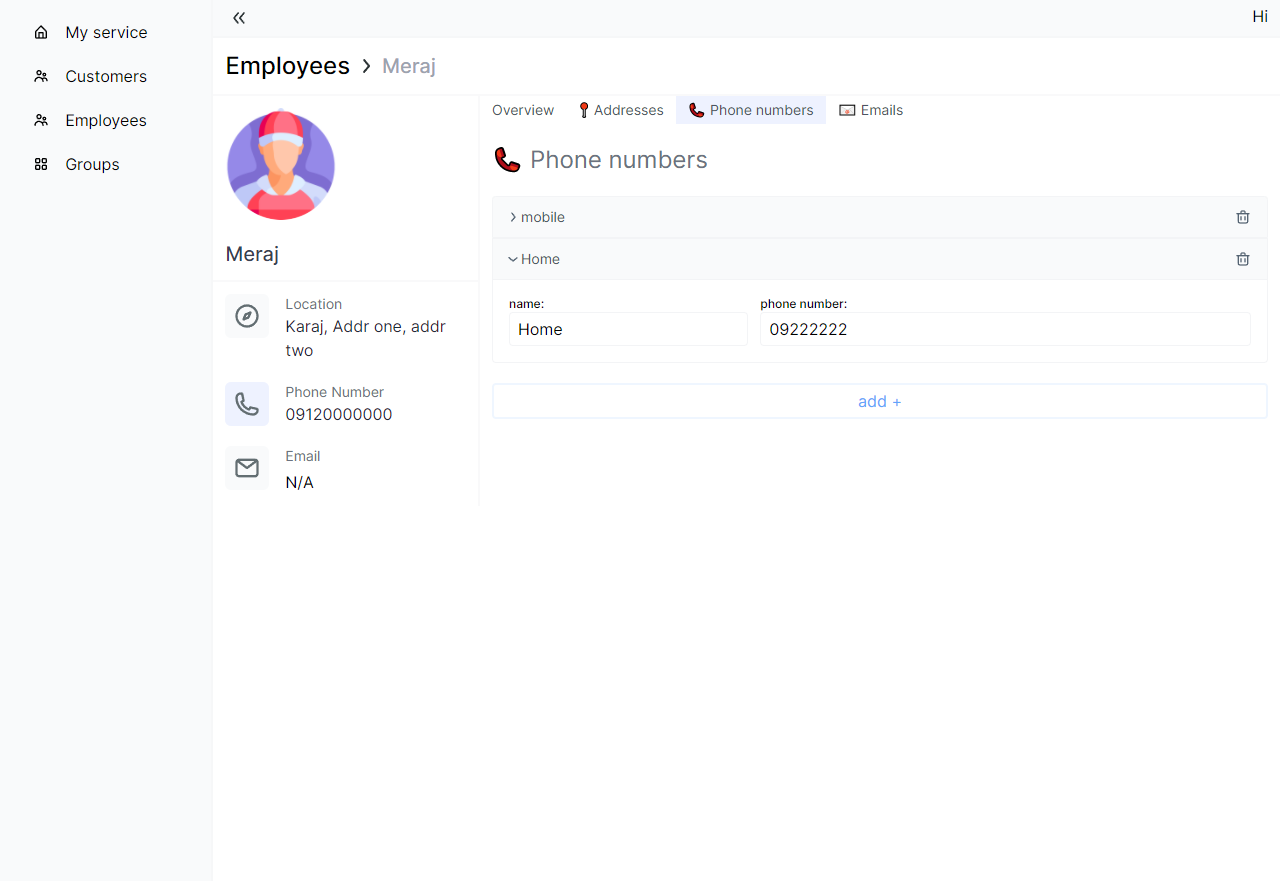 My service
Customers
Employees
Groups
Hi
Employees > Meraj
Meraj
Location
Karaj, Addr one, addr
two
Phone Number
09120000000
Email
N/A
Overview Addresses Phone numbers Emails
Phone numbers
mobile
Home
name: phone number:
Home 09222222
add +